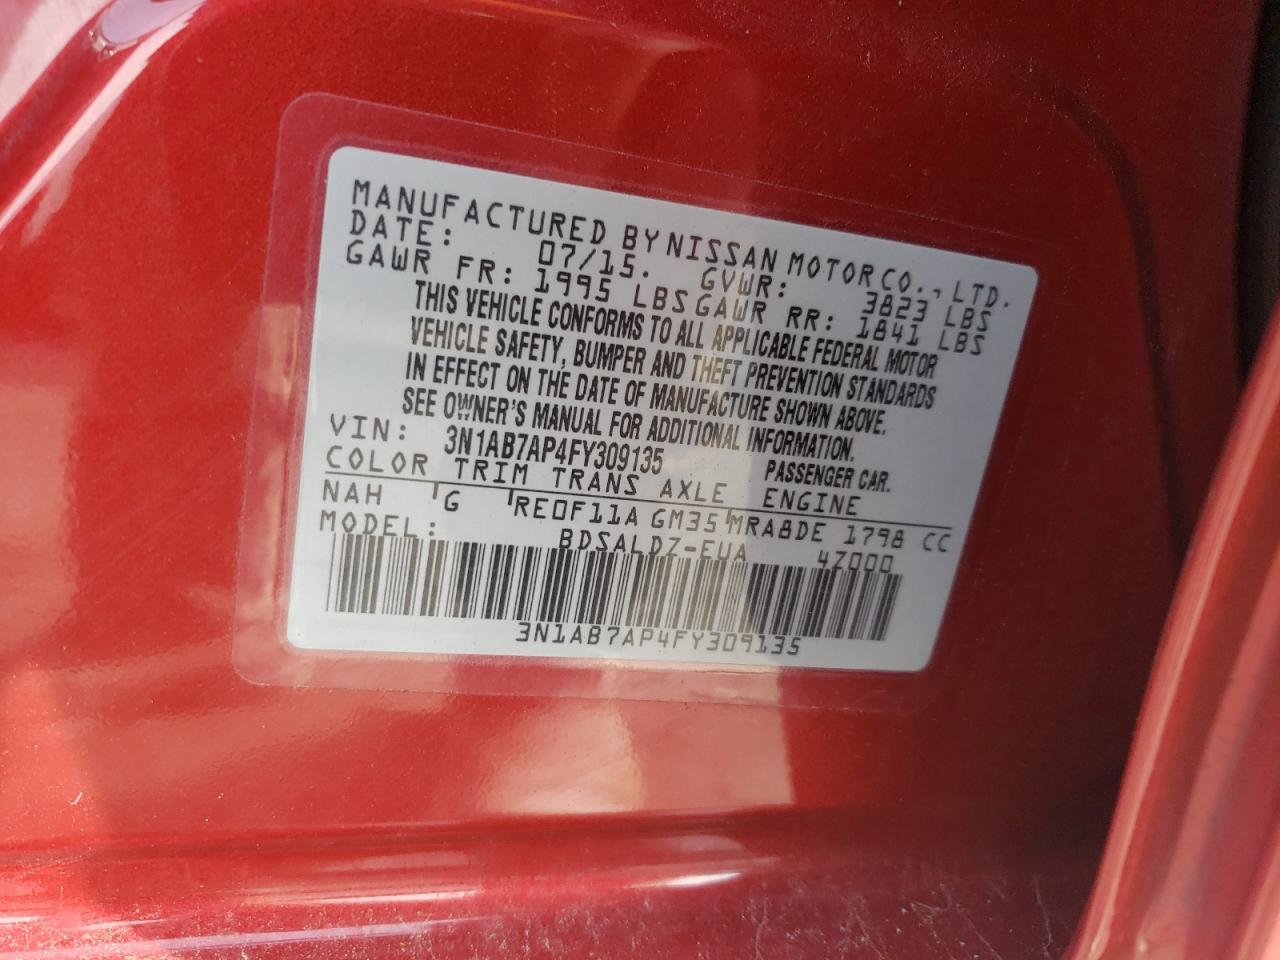 MANUFACTURED BY NISSAN MOTOR CO., LTD.
DATE: 07/15. GVWR: 3823 LBS
GAWR FR: 1995 LBS GAWR RR: 1841 LBS
THIS VEHICLE CONFORMS TO ALL APPLICABLE FEDERAL MOTOR
VEHICLE SAFETY, BUMPER AND THEFT PREVENTION STANDARDS
IN EFFECT ON THE DATE OF MANUFACTURE SHOWN ABOVE.
SEE OWNER'S MANUAL FOR ADDITIONAL INFORMATION.
VIN: 3N1AB7AP4FY309135 PASSENGER CAR.
COLOR TRIM TRANS AXLE ENGINE
NAH G RE0F11A GM35 MRA8DE 1798 CC
MODEL: BDSALDZ-EUA 4Z000
3N1AB7AP4FY309135